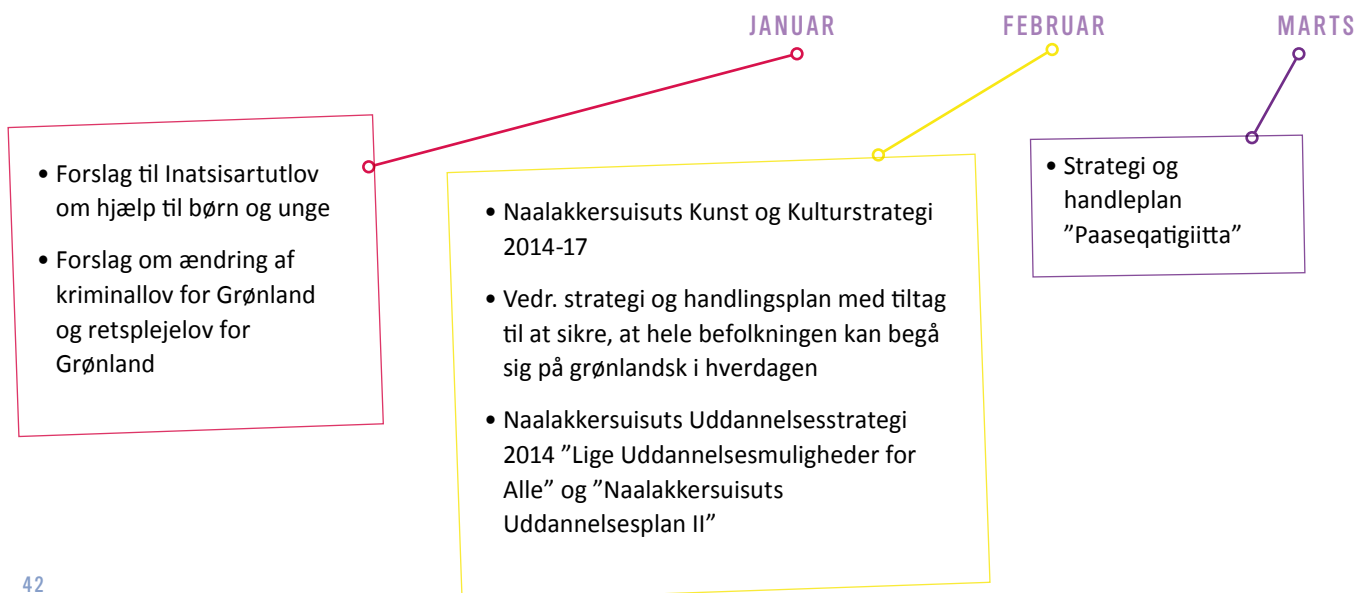 JANUAR
FEBRUAR
MARTS
• Forslag til Inatsisartutlov
om hjælp til børn og unge
• Forslag om ændring af
kriminallov for Grønland
og retsplejelov for
Grønland
• Naalakkersuisuts Kunst og Kulturstrategi
2014-17
• Vedr. strategi og handlingsplan med tiltag
til at sikre, at hele befolkningen kan begå
sig på grønlandsk i hverdagen
• Naalakkersuisuts Uddannelsesstrategi
2014 ”Lige Uddannelsesmuligheder for
Alle” og ”Naalakkersuisuts
Uddannelsesplan II”
• Strategi og
handleplan
”Paaseqatigiitta”
42